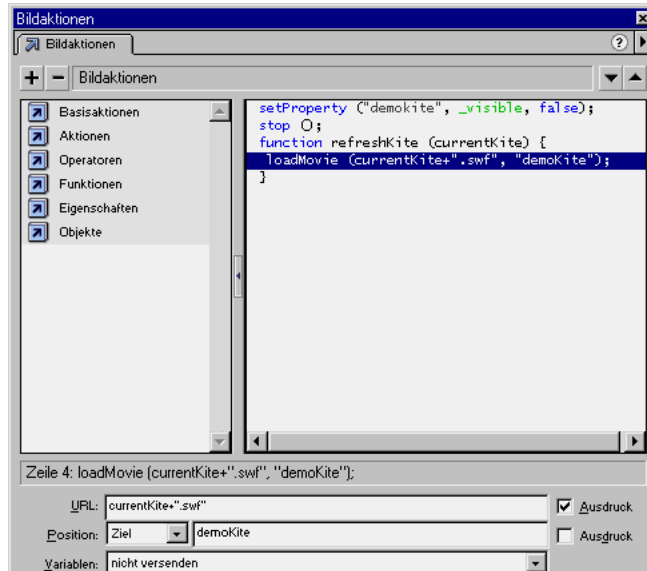 Bildaktionen
Bildaktionen
Bildaktionen
Basisaktionen
Aktionen
Operatoren
Funktionen
Eigenschaften
Objekte
setProperty ("demokite", _visible, false);
stop ();
function refreshKite (currentKite) {
loadMovie (currentKite+".swf", "demoKite");
}
Zeile 4: loadMovie (currentKite+".swf", "demoKite");
URL: currentKite+".swf" Ausdruck
Position: Ziel demoKite Ausdruck
Variablen: nicht versenden